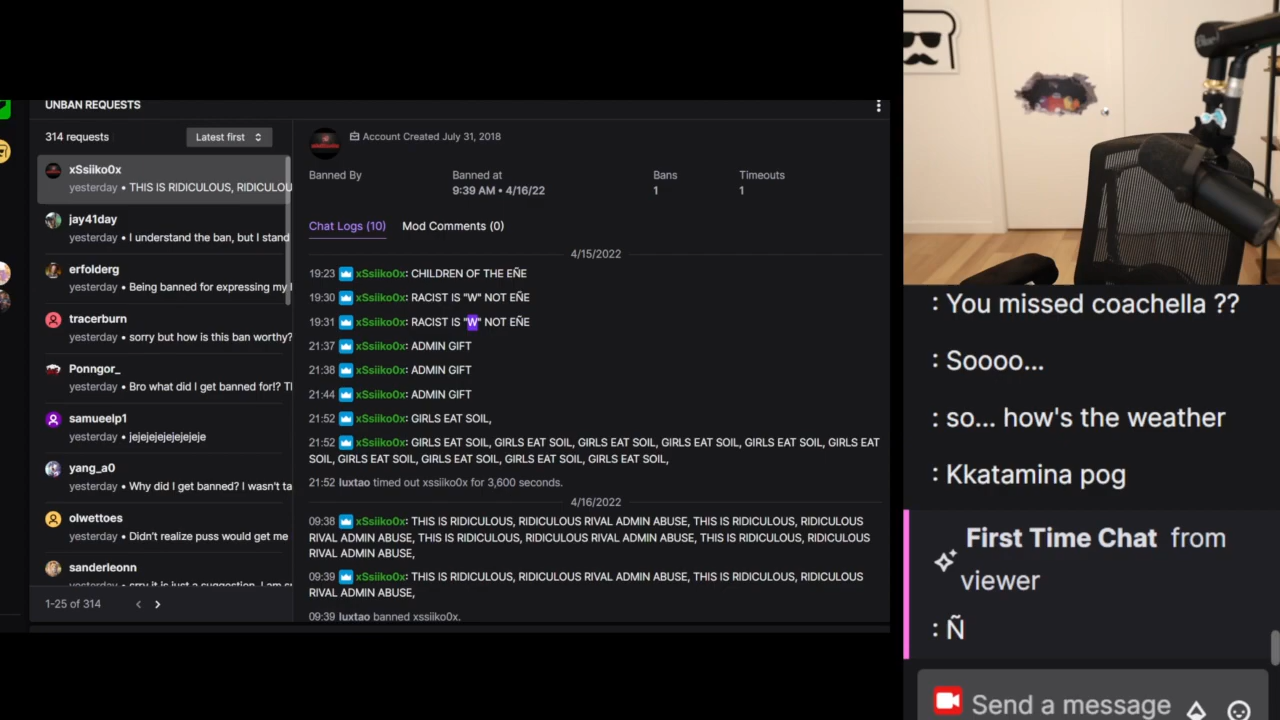 UNBAN REQUESTS
314 requests
Latest first
xSsiiko0x
yesterday • THIS IS RIDICULOUS, RIDICULOU
jay41day
yesterday • I understand the ban, but I stand
erfolderg
yesterday • Being banned for expressing my
tracerburn
yesterday • sorry but how is this ban worthy?
Ponngor_
yesterday • Bro what did I get banned for!? T
samueelp1
yesterday • jejejejejejejeje
yang_a0
yesterday • Why did I get banned? I wasn't ta
olwettoes
yesterday • Didn't realize puss would get me
sanderleonn
1-25 of 314
Account Created July 31, 2018
Banned By
Banned at
Bans
Timeouts
9:39 AM • 4/16/22
1
1
Chat Logs (10)
Mod Comments (0)
4/15/2022
19:23 xSsiiko0x: CHILDREN OF THE EÑE
19:30 xSsiiko0x: RACIST IS "W" NOT EÑE
19:31 xSsiiko0x: RACIST IS "W" NOT EÑE
21:37 xSsiiko0x: ADMIN GIFT
21:38 xSsiiko0x: ADMIN GIFT
21:44 xSsiiko0x: ADMIN GIFT
21:52 xSsiiko0x: GIRLS EAT SOIL,
21:52 xSsiiko0x: GIRLS EAT SOIL, GIRLS EAT SOIL, GIRLS EAT SOIL, GIRLS EAT SOIL, GIRLS EAT SOIL, GIRLS EAT
SOIL, GIRLS EAT SOIL, GIRLS EAT SOIL, GIRLS EAT SOIL, GIRLS EAT SOIL,
21:52 luxtao timed out xssiiko0x for 3,600 seconds.
4/16/2022
09:38 xSsiiko0x: THIS IS RIDICULOUS, RIDICULOUS RIVAL ADMIN ABUSE, THIS IS RIDICULOUS, RIDICULOUS
RIVAL ADMIN ABUSE, THIS IS RIDICULOUS, RIDICULOUS RIVAL ADMIN ABUSE, THIS IS RIDICULOUS, RIDICULOUS
RIVAL ADMIN ABUSE,
09:39 xSsiiko0x: THIS IS RIDICULOUS, RIDICULOUS RIVAL ADMIN ABUSE, THIS IS RIDICULOUS, RIDICULOUS
RIVAL ADMIN ABUSE,
09:39 luxtao banned xssiiko0x.
: You missed coachella ??
: Soooo...
: so... how's the weather
: Kkatamina pog
First Time Chat from
viewer
: Ñ
Send a message